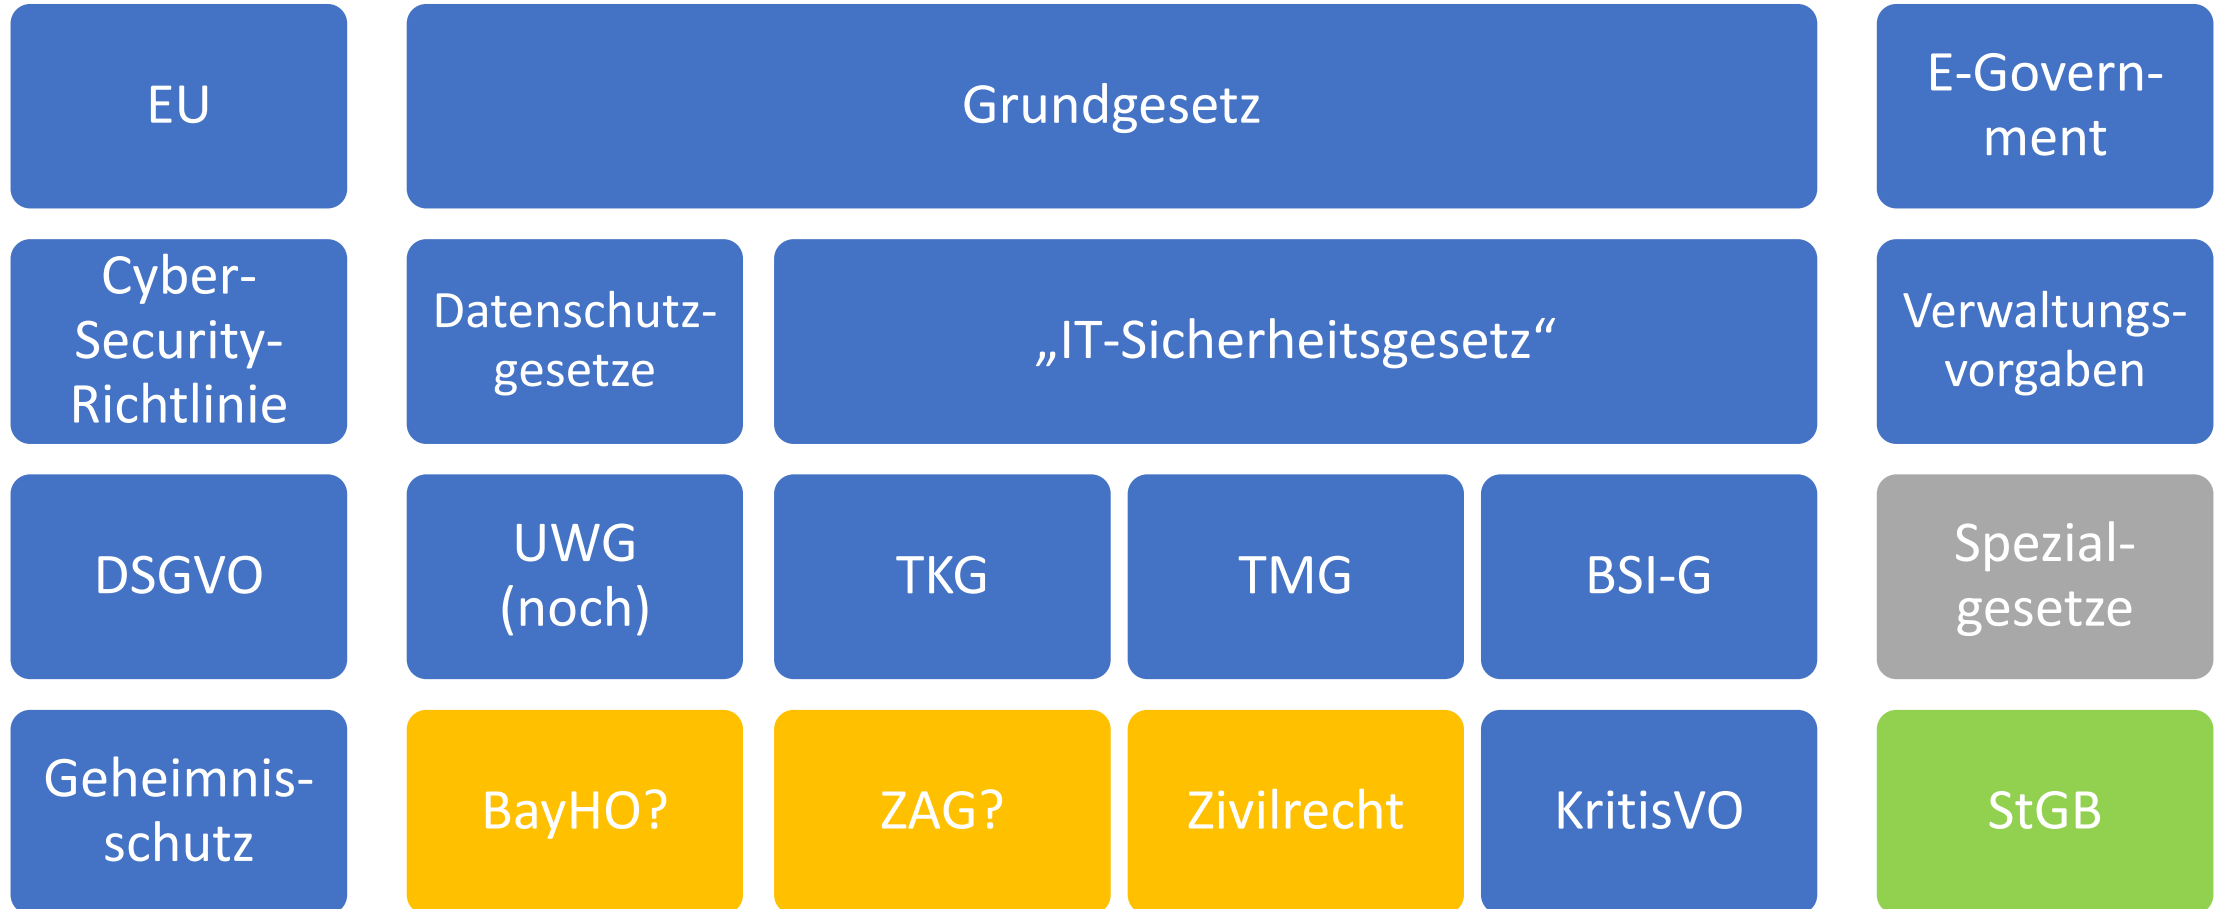 EU
Grundgesetz
E-Govern-
ment
Cyber-
Security-
Richtlinie
Datenschutz-
gesetze
„IT-Sicherheitsgesetz“
Verwaltungs-
vorgaben
DSGVO
UWG
(noch)
TKG
TMG
BSI-G
Spezial-
gesetze
Geheimnis-
schutz
BayHO?
ZAG?
Zivilrecht
KritisVO
StGB